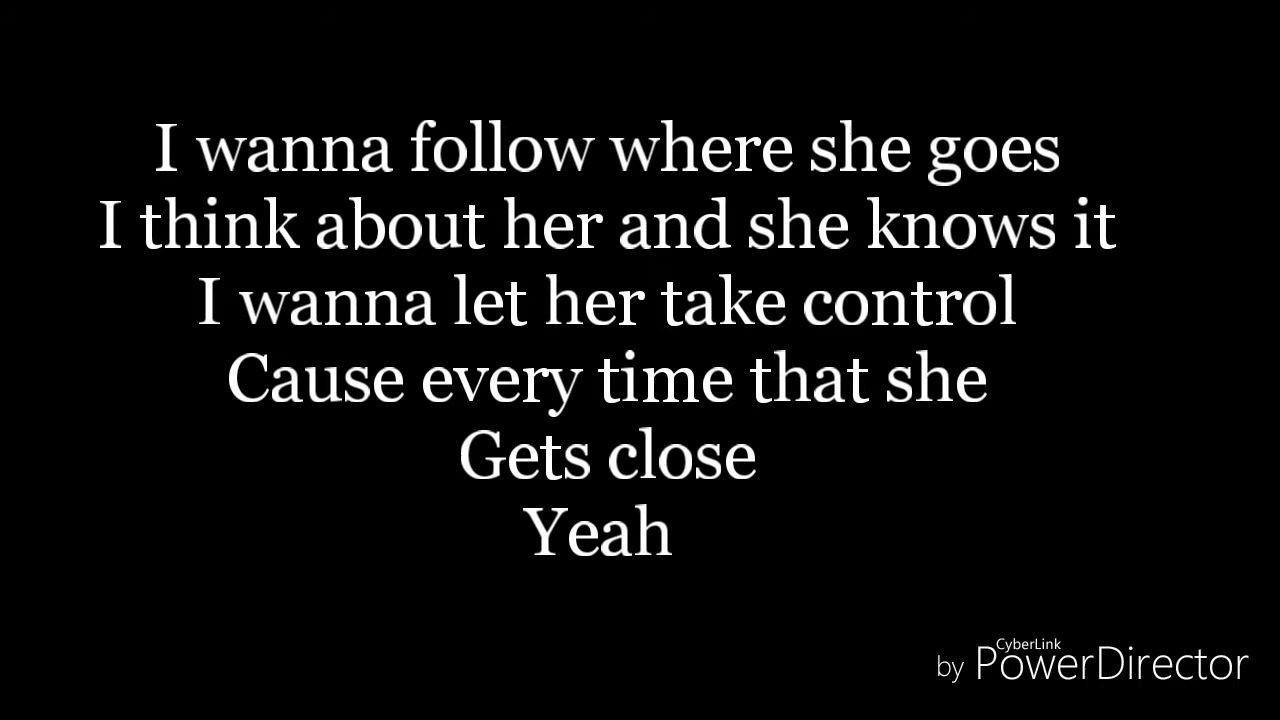 I wanna follow where she goes
I think about her and she knows it
I wanna let her take control
Cause every time that she
Gets close
Yeah
CyberLink
by PowerDirector